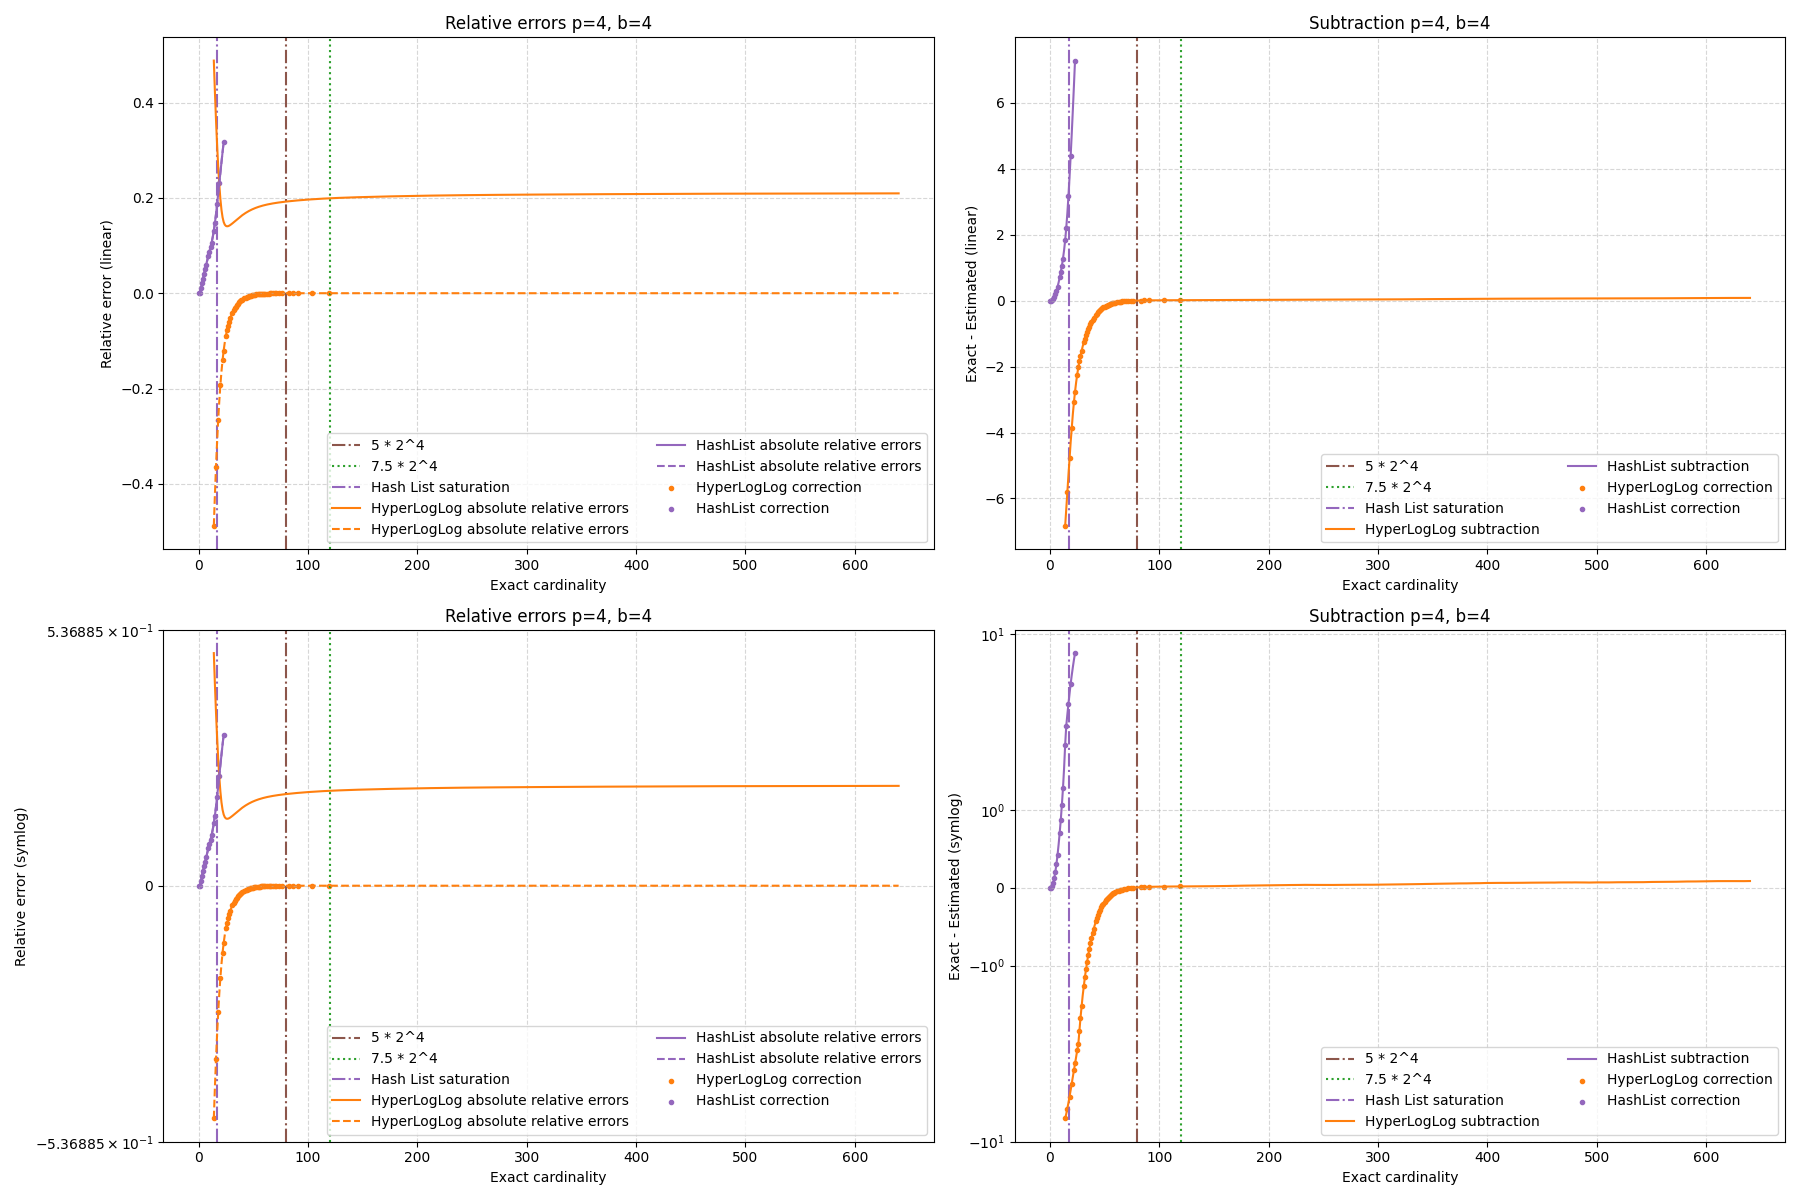 Relative errors p=4, b=4
Relative error (linear)
0.4
0.2
0.0
−0.2
−0.4
5 * 2^4
7.5 * 2^4
Hash List saturation
HyperLogLog absolute relative errors
HyperLogLog absolute relative errors
HashList absolute relative errors
HashList absolute relative errors
HyperLogLog correction
HashList correction
0 100 200 300 400 500 600
Exact cardinality
Subtraction p=4, b=4
Exact - Estimated (linear)
6
4
2
0
−2
−4
−6
5 * 2^4
7.5 * 2^4
Hash List saturation
HyperLogLog subtraction
HashList subtraction
HyperLogLog correction
HashList correction
0 100 200 300 400 500 600
Exact cardinality
Relative errors p=4, b=4
Relative error (symlog)
5.36885 × 10⁻¹
0
−5.36885 × 10⁻¹
5 * 2^4
7.5 * 2^4
Hash List saturation
HyperLogLog absolute relative errors
HyperLogLog absolute relative errors
HashList absolute relative errors
HashList absolute relative errors
HyperLogLog correction
HashList correction
0 100 200 300 400 500 600
Exact cardinality
Subtraction p=4, b=4
Exact - Estimated (symlog)
10¹
10⁰
0
−10⁰
−10¹
5 * 2^4
7.5 * 2^4
Hash List saturation
HyperLogLog subtraction
HashList subtraction
HyperLogLog correction
HashList correction
0 100 200 300 400 500 600
Exact cardinality